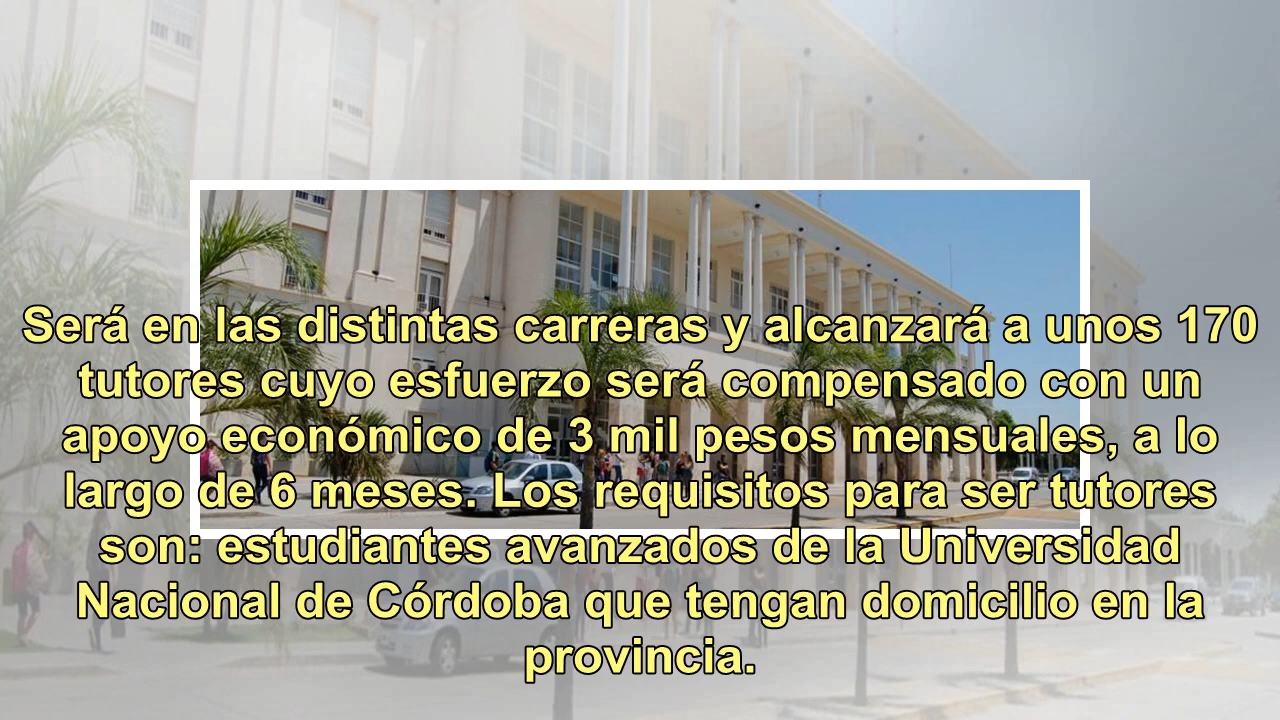 Será en las distintas carreras y alcanzará a unos 170
tutores cuyo esfuerzo será compensado con un
apoyo económico de 3 mil pesos mensuales, a lo
largo de 6 meses. Los requisitos para ser tutores
son: estudiantes avanzados de la Universidad
Nacional de Córdoba que tengan domicilio en la
provincia.